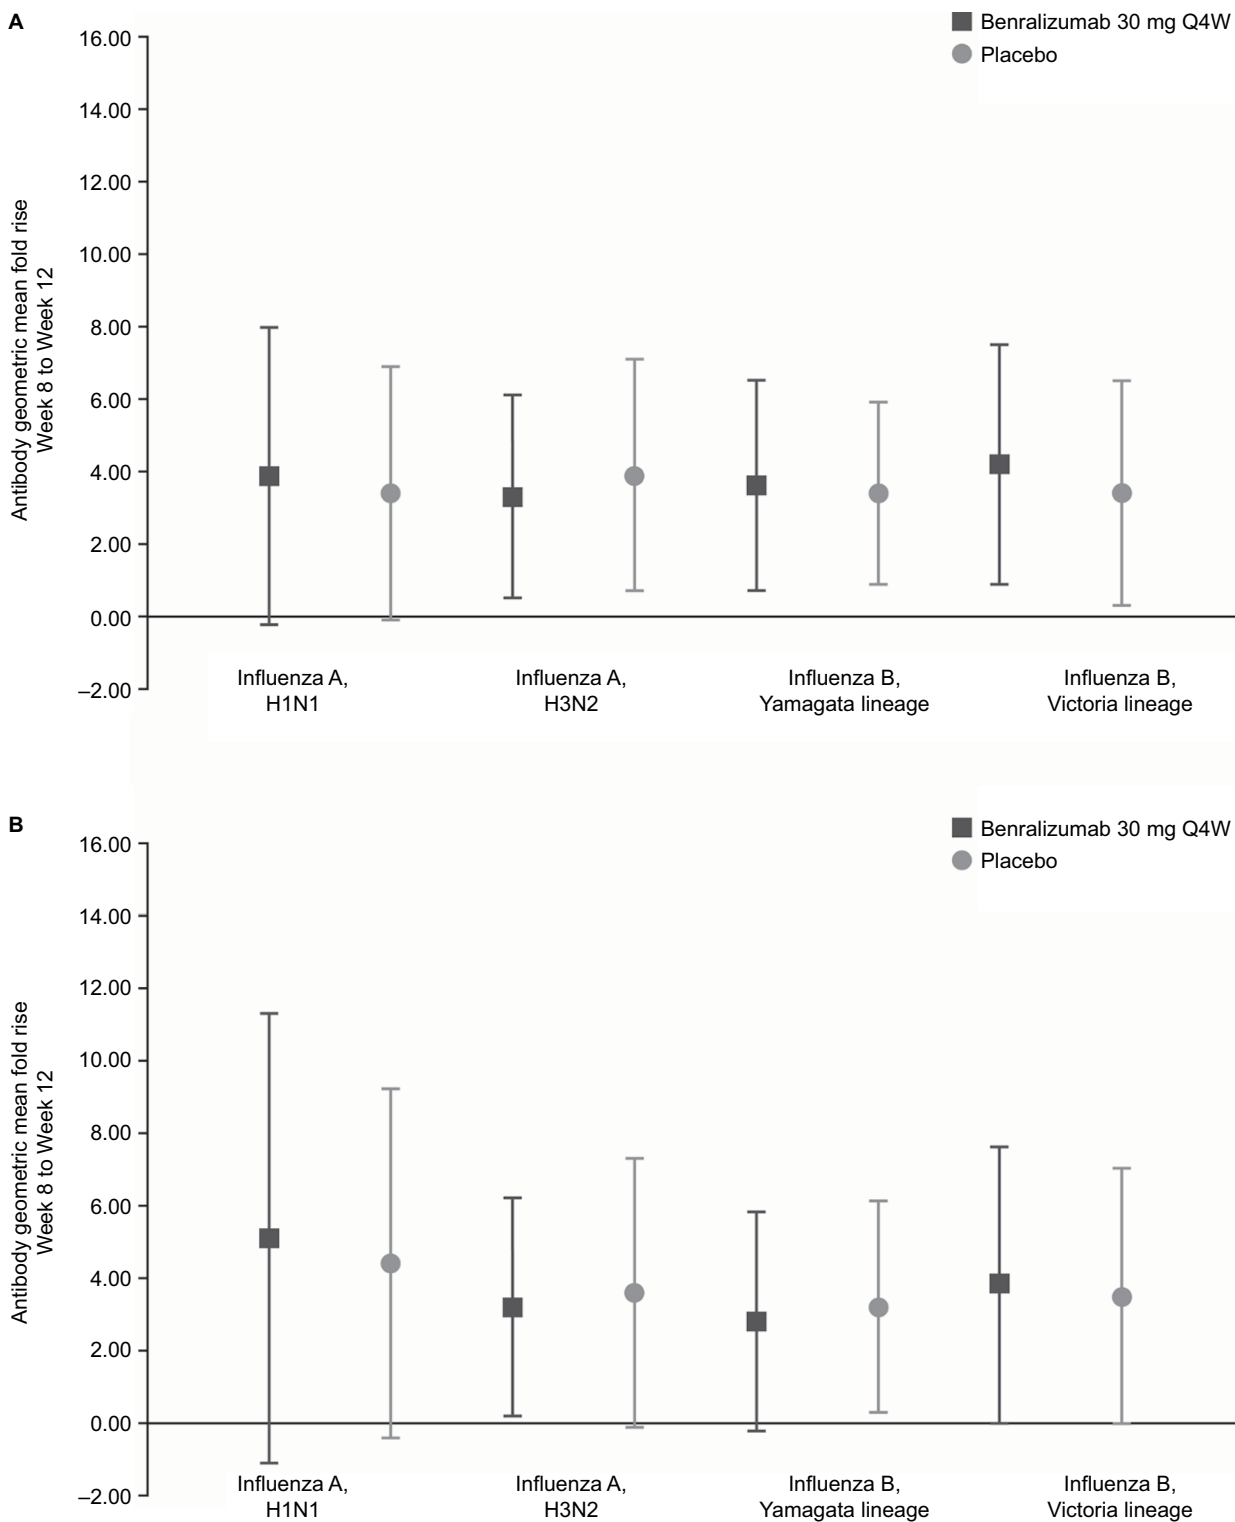 A
Benralizumab 30 mg Q4W
Placebo
Antibody geometric mean fold rise
Week 8 to Week 12
16.00
14.00
12.00
10.00
8.00
6.00
4.00
2.00
0.00
–2.00
Influenza A,
H1N1
Influenza A,
H3N2
Influenza B,
Yamagata lineage
Influenza B,
Victoria lineage
B
Benralizumab 30 mg Q4W
Placebo
Antibody geometric mean fold rise
Week 8 to Week 12
16.00
14.00
12.00
10.00
8.00
6.00
4.00
2.00
0.00
–2.00
Influenza A,
H1N1
Influenza A,
H3N2
Influenza B,
Yamagata lineage
Influenza B,
Victoria lineage